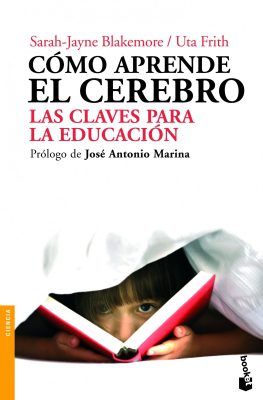 Sarah-Jayne Blakemore / Uta Frith
CÓMO APRENDE
EL CEREBRO
LAS CLAVES PARA
LA EDUCACIÓN
Prólogo de José Antonio Marina
CIENCIA
booket